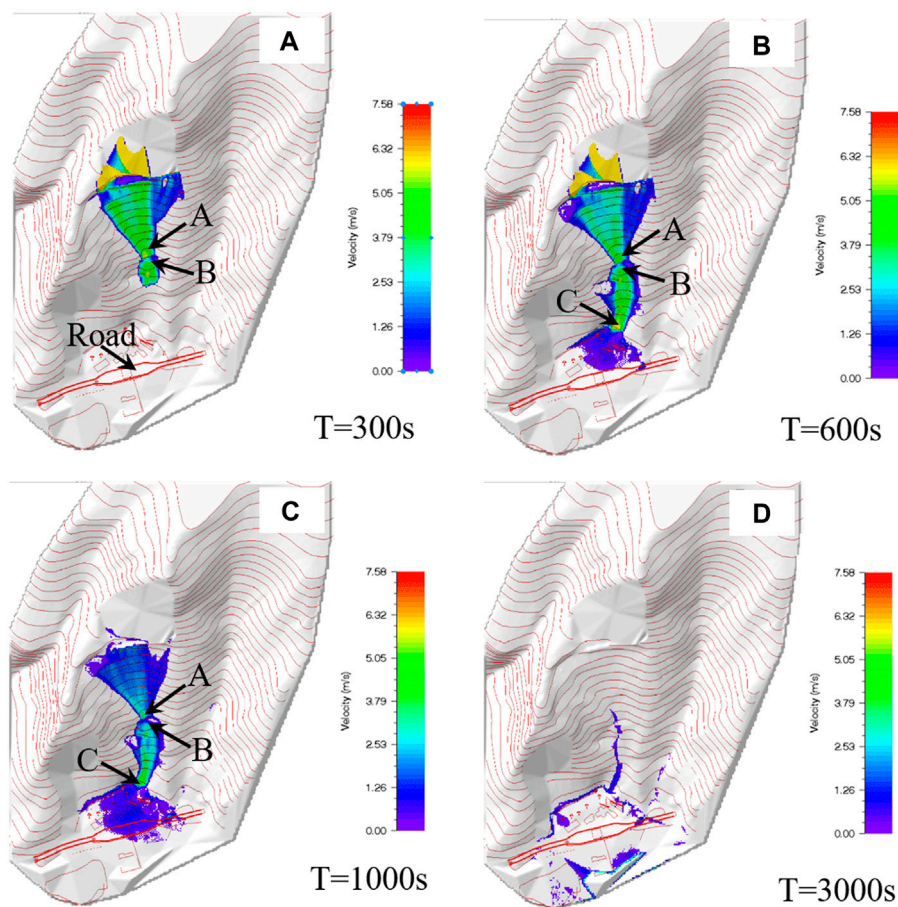 A
7.58
6.32
5.05
3.79
2.53
1.26
0.00
Velocity (m/s)
A
B
Road
T=300s
B
7.58
6.32
5.05
3.79
2.53
1.26
0.00
Velocity (m/s)
A
B
C
T=600s
C
7.58
6.32
5.05
3.79
2.53
1.26
0.00
Velocity (m/s)
A
B
C
T=1000s
D
7.58
6.32
5.05
3.79
2.53
1.26
0.00
Velocity (m/s)
T=3000s